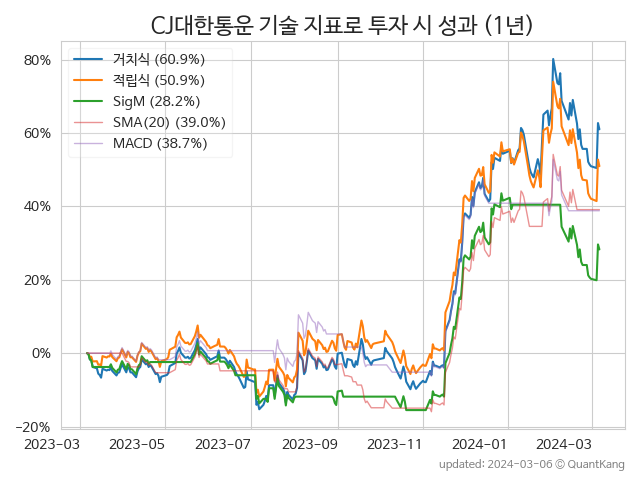 CJ대한통운 기술 지표로 투자 시 성과 (1년)
80%
60%
40%
20%
0%
−20%
거치식 (60.9%)
적립식 (50.9%)
SigM (28.2%)
SMA(20) (39.0%)
MACD (38.7%)
2023-03
2023-05
2023-07
2023-09
2023-11
2024-01
2024-03
updated: 2024-03-06 © QuantKang